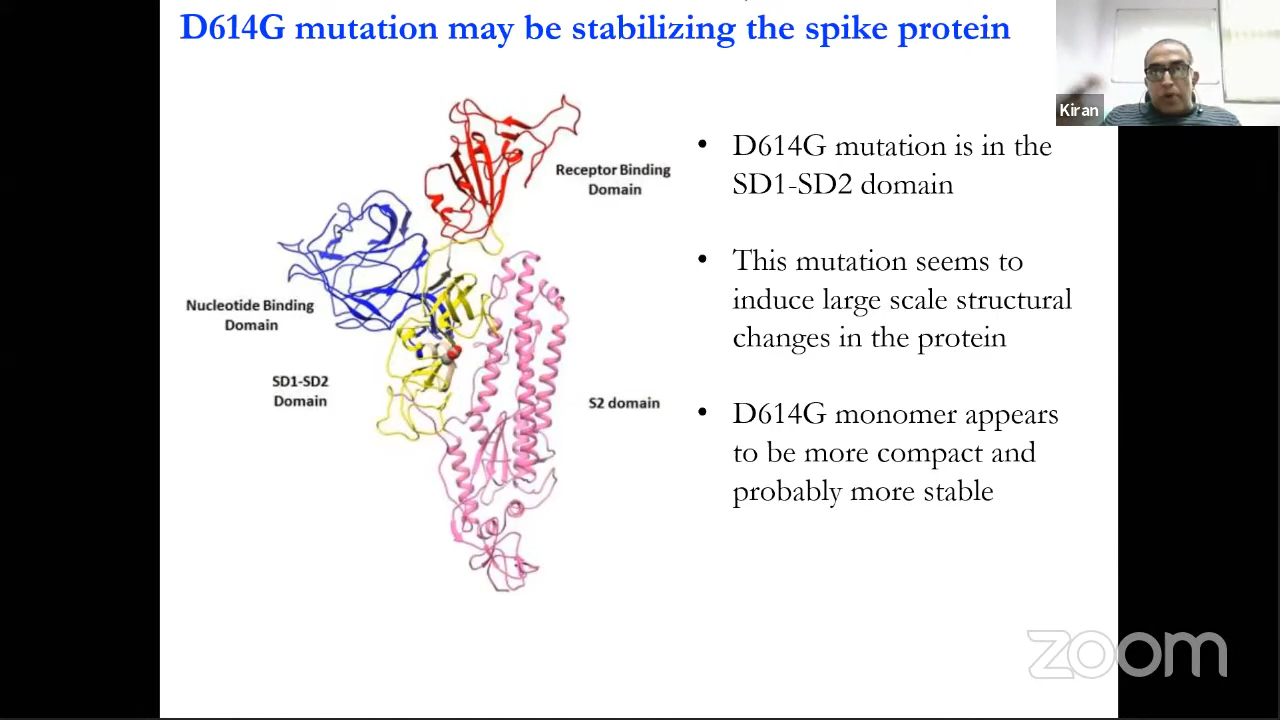 D614G mutation may be stabilizing the spike protein
Kiran
Receptor Binding
Domain
Nucleotide Binding
Domain
SD1-SD2
Domain
S2 domain
• D614G mutation is in the
SD1-SD2 domain
• This mutation seems to
induce large scale structural
changes in the protein
• D614G monomer appears
to be more compact and
probably more stable
zoom